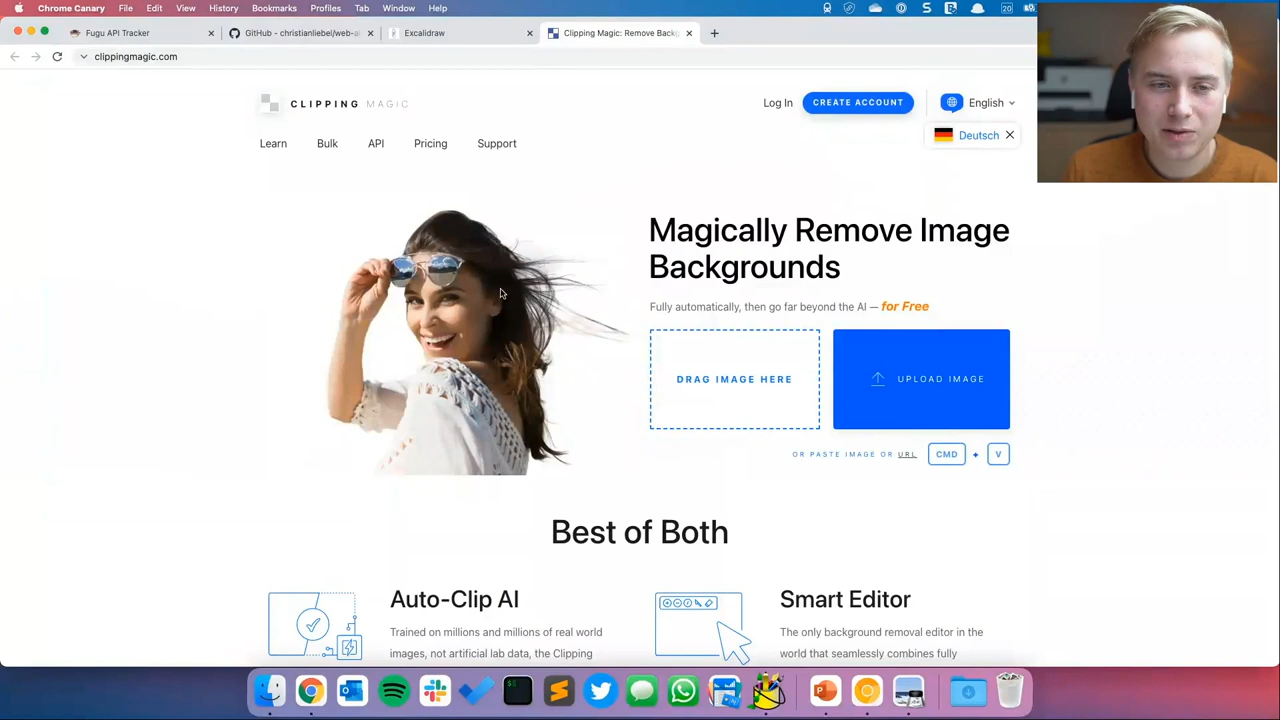 Chrome Canary File Edit View History Bookmarks Profiles Tab Window Help
Fugu API Tracker
GitHub - christianliebel/web-a
Excalidraw
Clipping Magic: Remove Back
clippingmagic.com
CLIPPING MAGIC
Log In
CREATE ACCOUNT
English
Deutsch
Learn Bulk API Pricing Support
Magically Remove Image
Backgrounds
Fully automatically, then go far beyond the AI — for Free
DRAG IMAGE HERE
UPLOAD IMAGE
OR PASTE IMAGE OR URL CMD + V
Best of Both
Auto-Clip AI
Trained on millions and millions of real world
images, not artificial lab data, the Clipping
Smart Editor
The only background removal editor in the
world that seamlessly combines fully